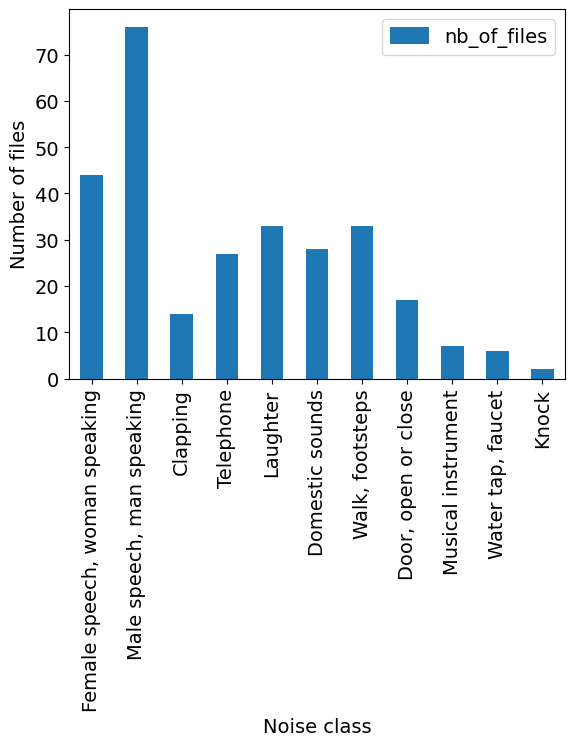 nb_of_files
Number of files
70
60
50
40
30
20
10
0
Female speech, woman speaking
Male speech, man speaking
Clapping
Telephone
Laughter
Domestic sounds
Walk, footsteps
Door, open or close
Musical instrument
Water tap, faucet
Knock
Noise class